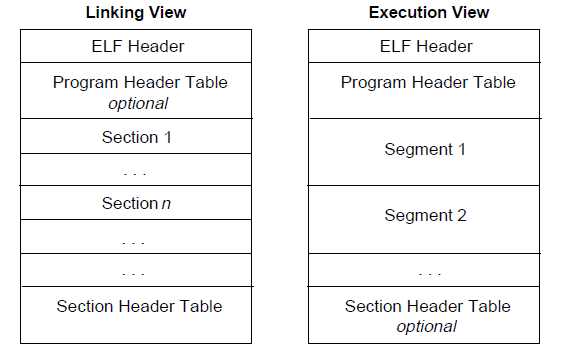 Linking View
ELF Header
Program Header Table
optional
Section 1
. . .
Section n
. . .
. . .
Section Header Table
Execution View
ELF Header
Program Header Table
Segment 1
Segment 2
. . .
Section Header Table
optional